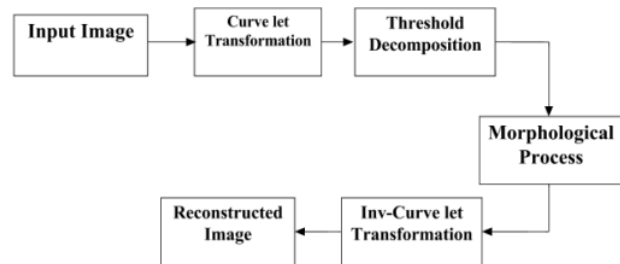 Input Image
Curve let
Transformation
Threshold
Decomposition
Morphological
Process
Inv-Curve let
Transformation
Reconstructed
Image